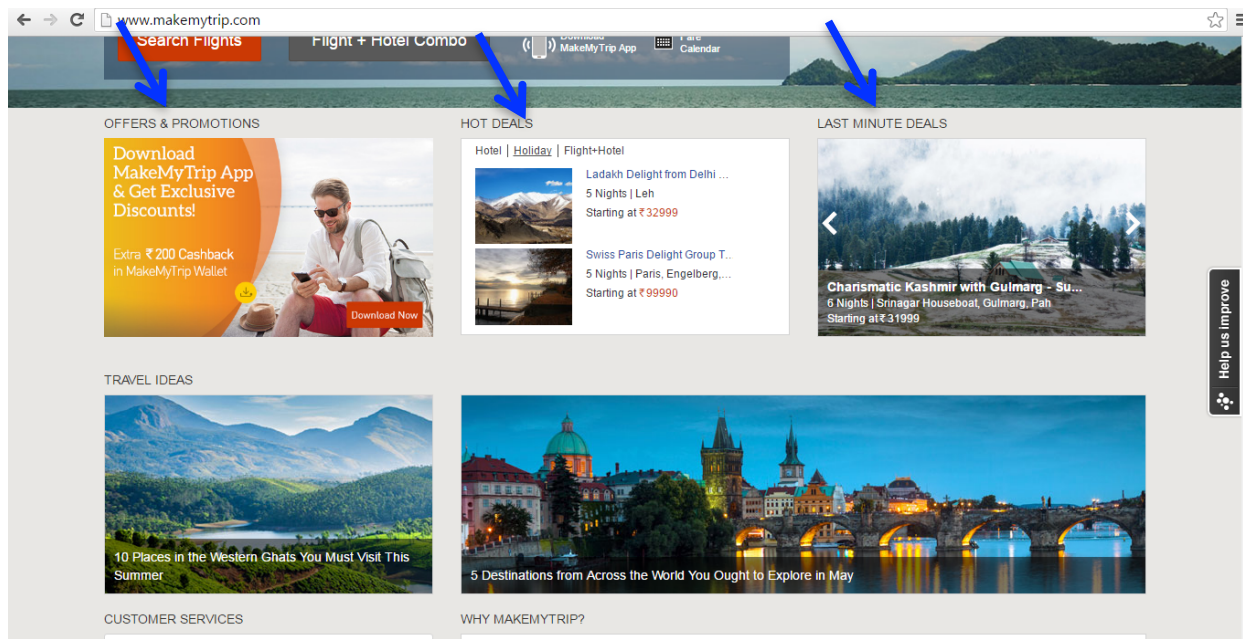 www.makemytrip.com
Search Flights
Flight + Hotel Combo
Download
MakeMyTrip App
Fare
Calendar
OFFERS & PROMOTIONS
Download
MakeMyTrip App
& Get Exclusive
Discounts!
Extra ₹ 200 Cashback
in MakeMyTrip Wallet
Download Now
HOT DEALS
Hotel | Holiday | Flight+Hotel
Ladakh Delight from Delhi ...
5 Nights | Leh
Starting at ₹32999
Swiss Paris Delight Group T..
5 Nights | Paris, Engelberg,...
Starting at ₹99990
LAST MINUTE DEALS
Charismatic Kashmir with Gulmarg - Su...
6 Nights | Srinagar Houseboat, Gulmarg, Pah
Starting at ₹ 31999
Help us improve
TRAVEL IDEAS
10 Places in the Western Ghats You Must Visit This
Summer
5 Destinations from Across the World You Ought to Explore in May
CUSTOMER SERVICES
WHY MAKEMYTRIP?